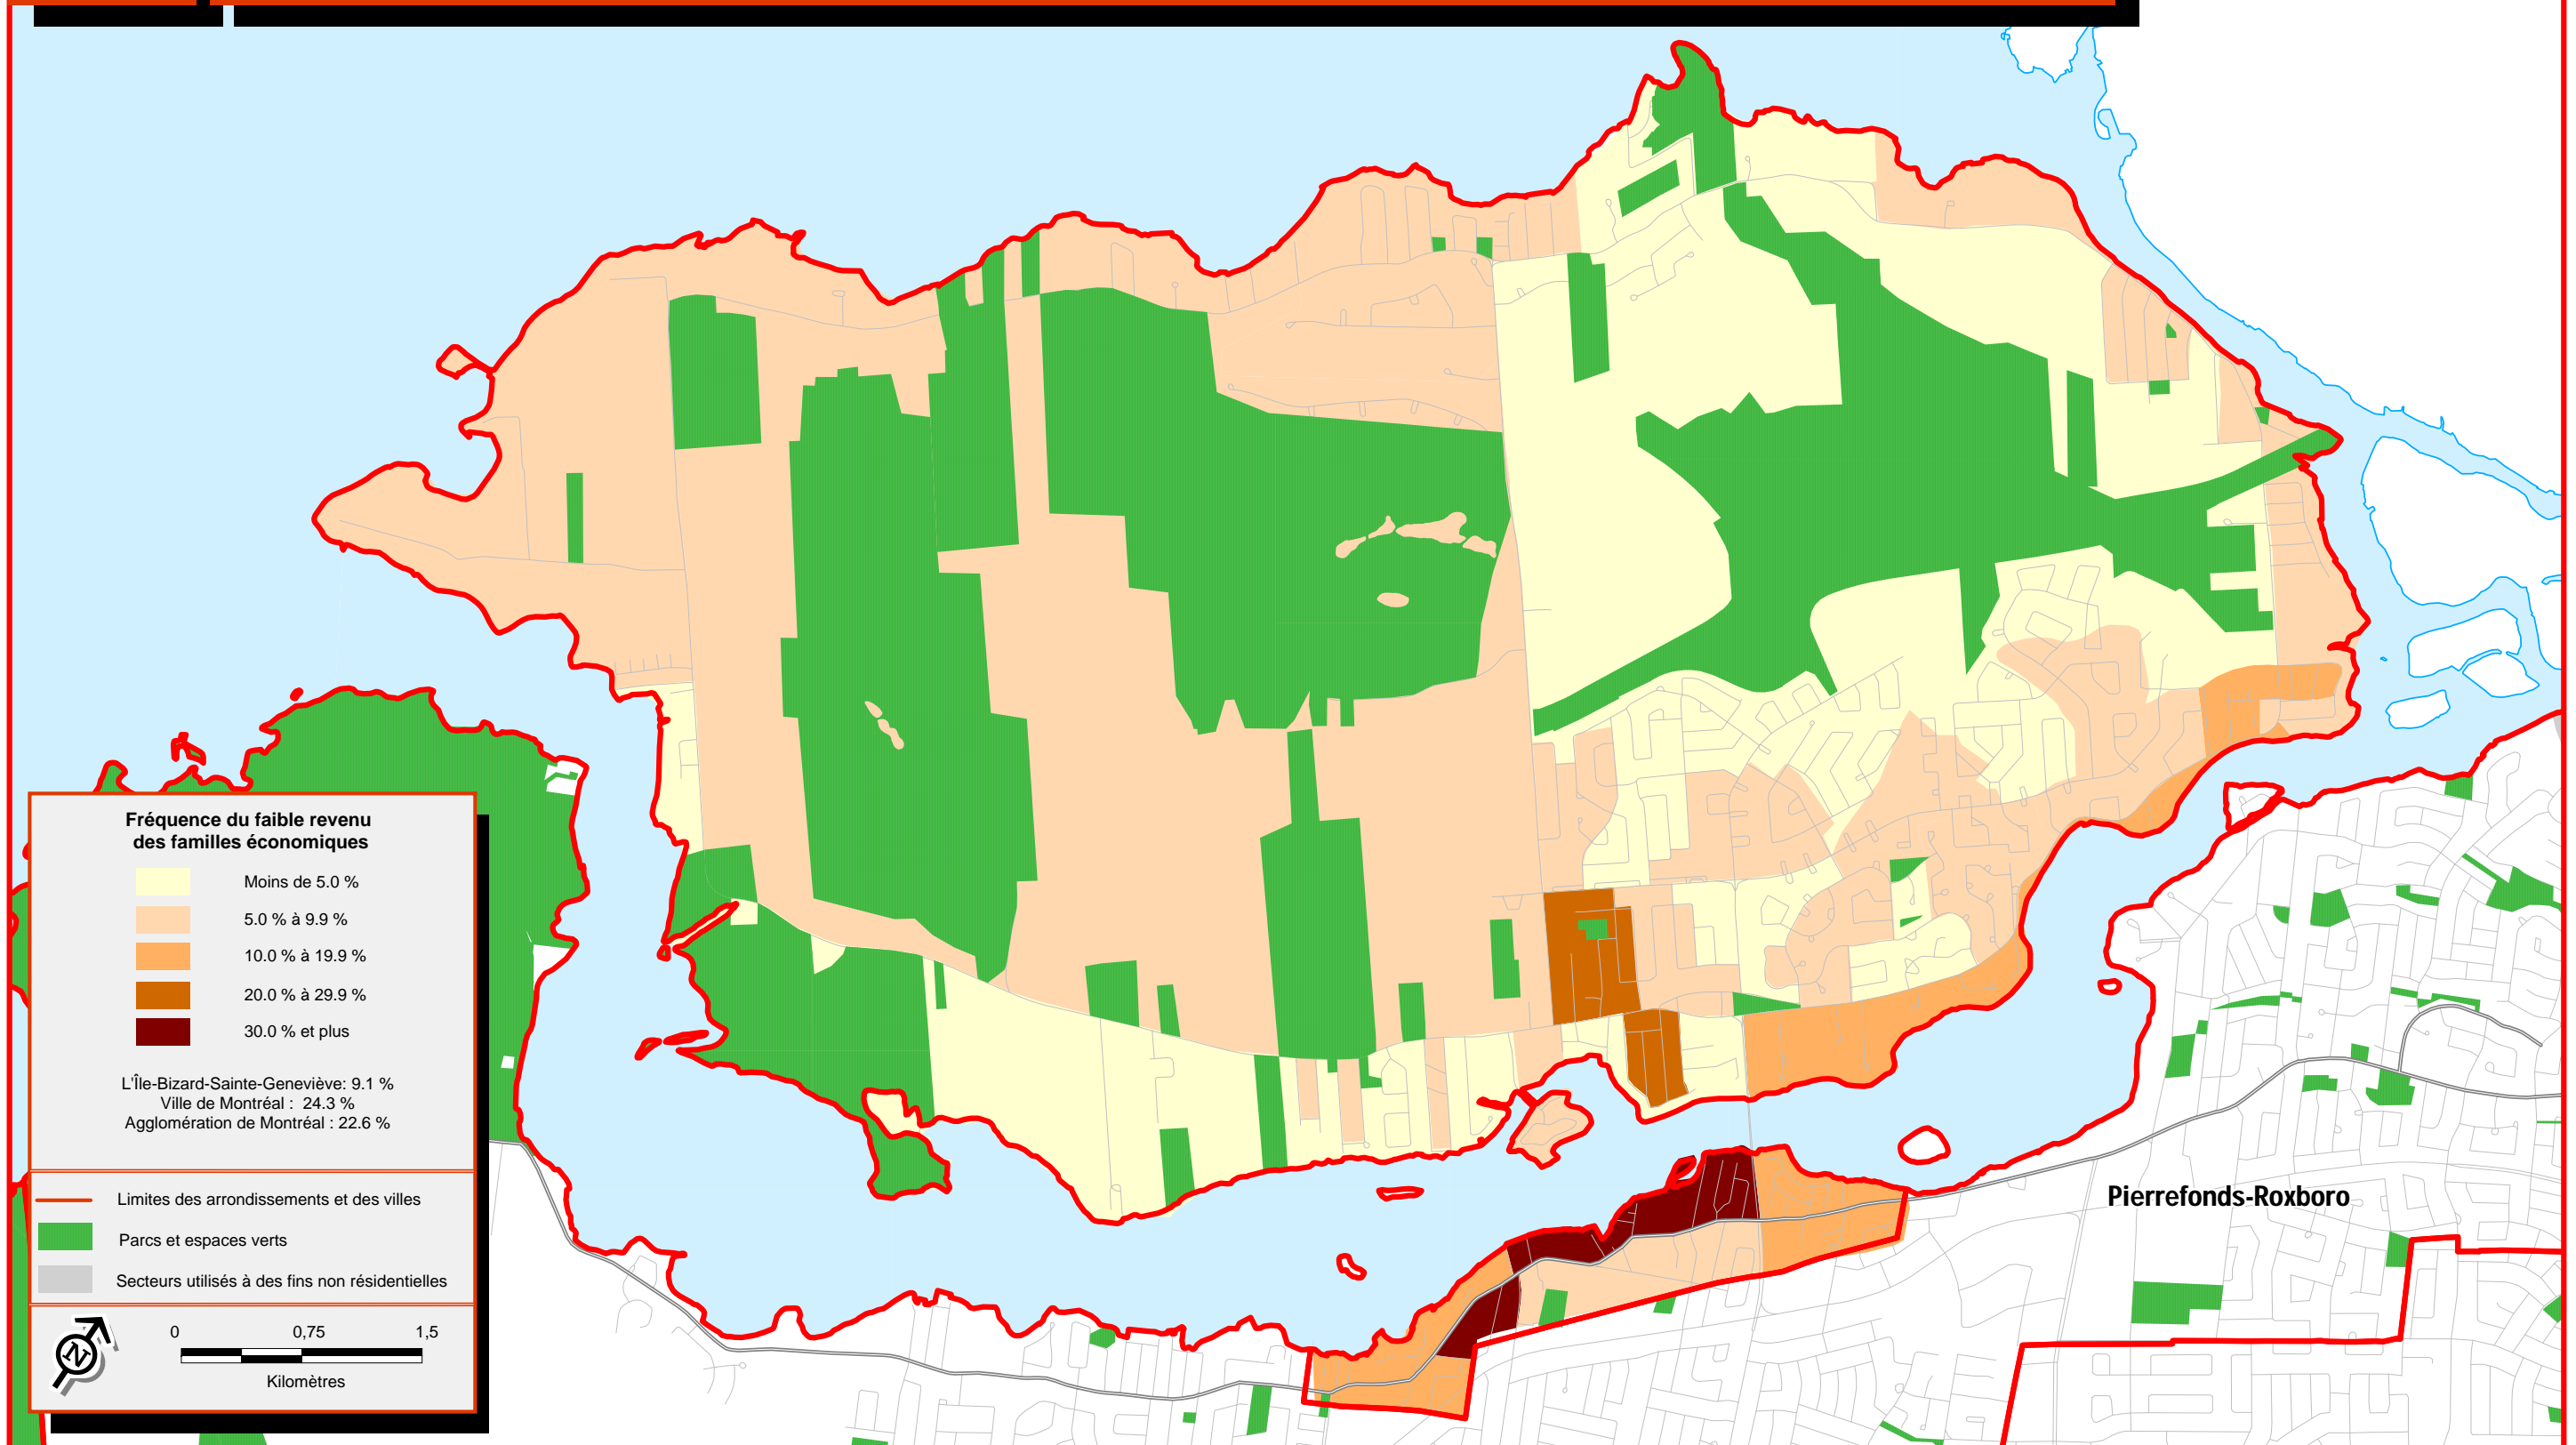 Fréquence du faible revenu
des familles économiques
Moins de 5.0 %
5.0 % à 9.9 %
10.0 % à 19.9 %
20.0 % à 29.9 %
30.0 % et plus
L'Île-Bizard-Sainte-Geneviève: 9.1 %
Ville de Montréal : 24.3 %
Agglomération de Montréal : 22.6 %
Limites des arrondissements et des villes
Parcs et espaces verts
Secteurs utilisés à des fins non résidentielles
N
0 0,75 1,5
Kilomètres
Pierrefonds-Roxboro